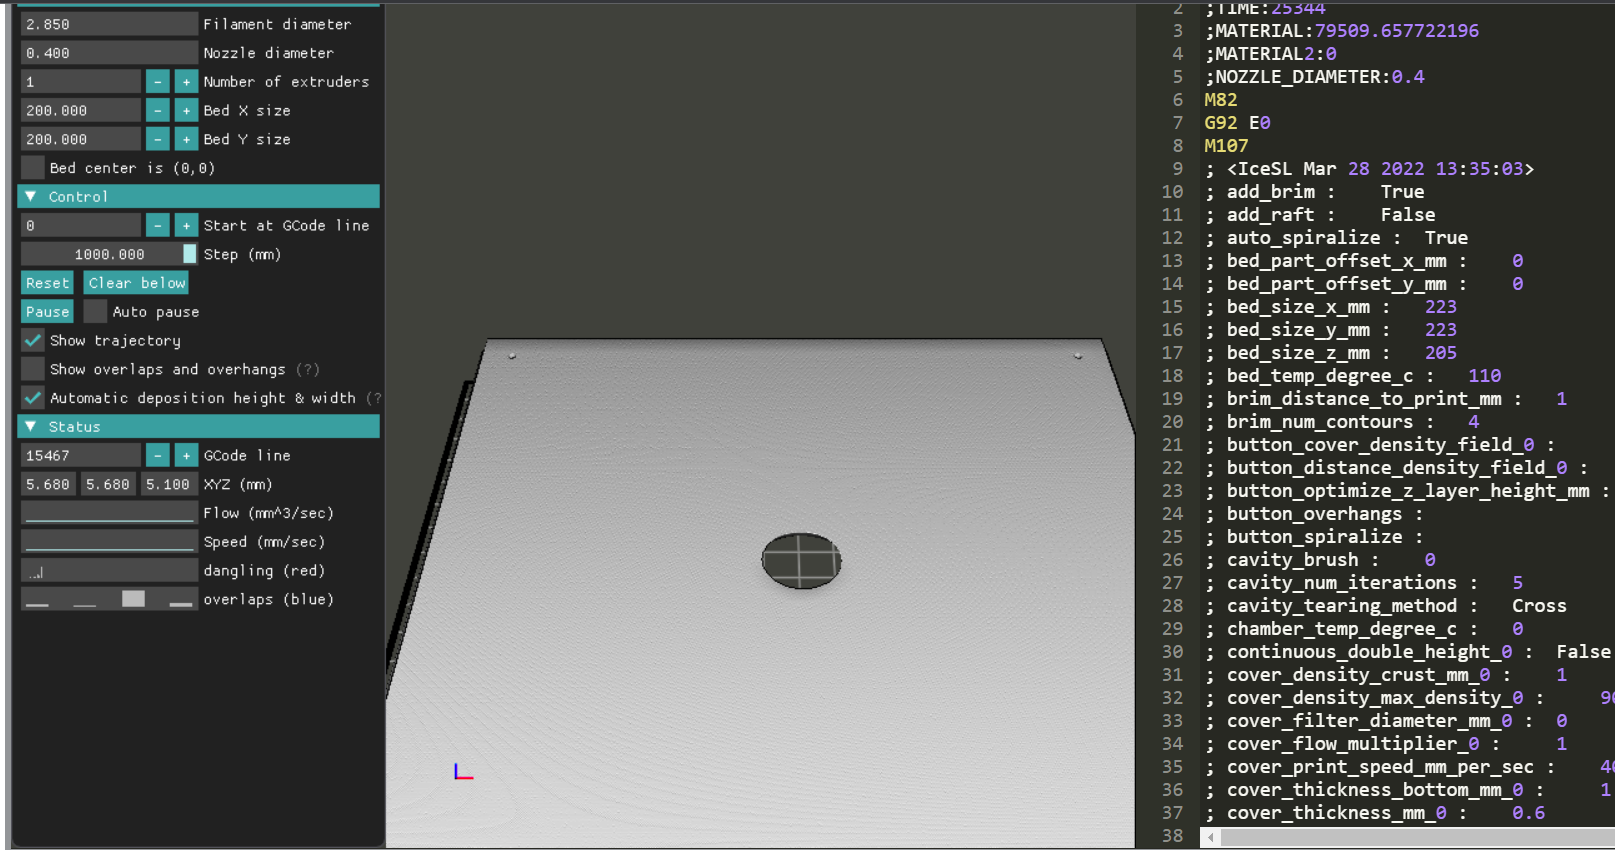 2.850 Filament diameter
0.400 Nozzle diameter
1 - + Number of extruders
200.000 - + Bed X size
200.000 - + Bed Y size
Bed center is (0,0)
Control
0 - + Start at GCode line
1000.000 Step (mm)
Reset Clear below
Pause Auto pause
Show trajectory
Show overlaps and overhangs (?)
Automatic deposition height & width (?
Status
15467 - + GCode line
5.680 5.680 5.100 XYZ (mm)
Flow (mm^3/sec)
Speed (mm/sec)
dangling (red)
overlaps (blue)
2 ;TIME:25344
3 ;MATERIAL:79509.657722196
4 ;MATERIAL2:0
5 ;NOZZLE_DIAMETER:0.4
6 M82
7 G92 E0
8 M107
9 ; <IceSL Mar 28 2022 13:35:03>
10 ; add_brim : True
11 ; add_raft : False
12 ; auto_spiralize : True
13 ; bed_part_offset_x_mm : 0
14 ; bed_part_offset_y_mm : 0
15 ; bed_size_x_mm : 223
16 ; bed_size_y_mm : 223
17 ; bed_size_z_mm : 205
18 ; bed_temp_degree_c : 110
19 ; brim_distance_to_print_mm : 1
20 ; brim_num_contours : 4
21 ; button_cover_density_field_0 :
22 ; button_distance_density_field_0 :
23 ; button_optimize_z_layer_height_mm :
24 ; button_overhangs :
25 ; button_spiralize :
26 ; cavity_brush : 0
27 ; cavity_num_iterations : 5
28 ; cavity_tearing_method : Cross
29 ; chamber_temp_degree_c : 0
30 ; continuous_double_height_0 : False
31 ; cover_density_crust_mm_0 : 1
32 ; cover_density_max_density_0 : 90
33 ; cover_filter_diameter_mm_0 : 0
34 ; cover_flow_multiplier_0 : 1
35 ; cover_print_speed_mm_per_sec : 40
36 ; cover_thickness_bottom_mm_0 : 1
37 ; cover_thickness_mm_0 : 0.6
38